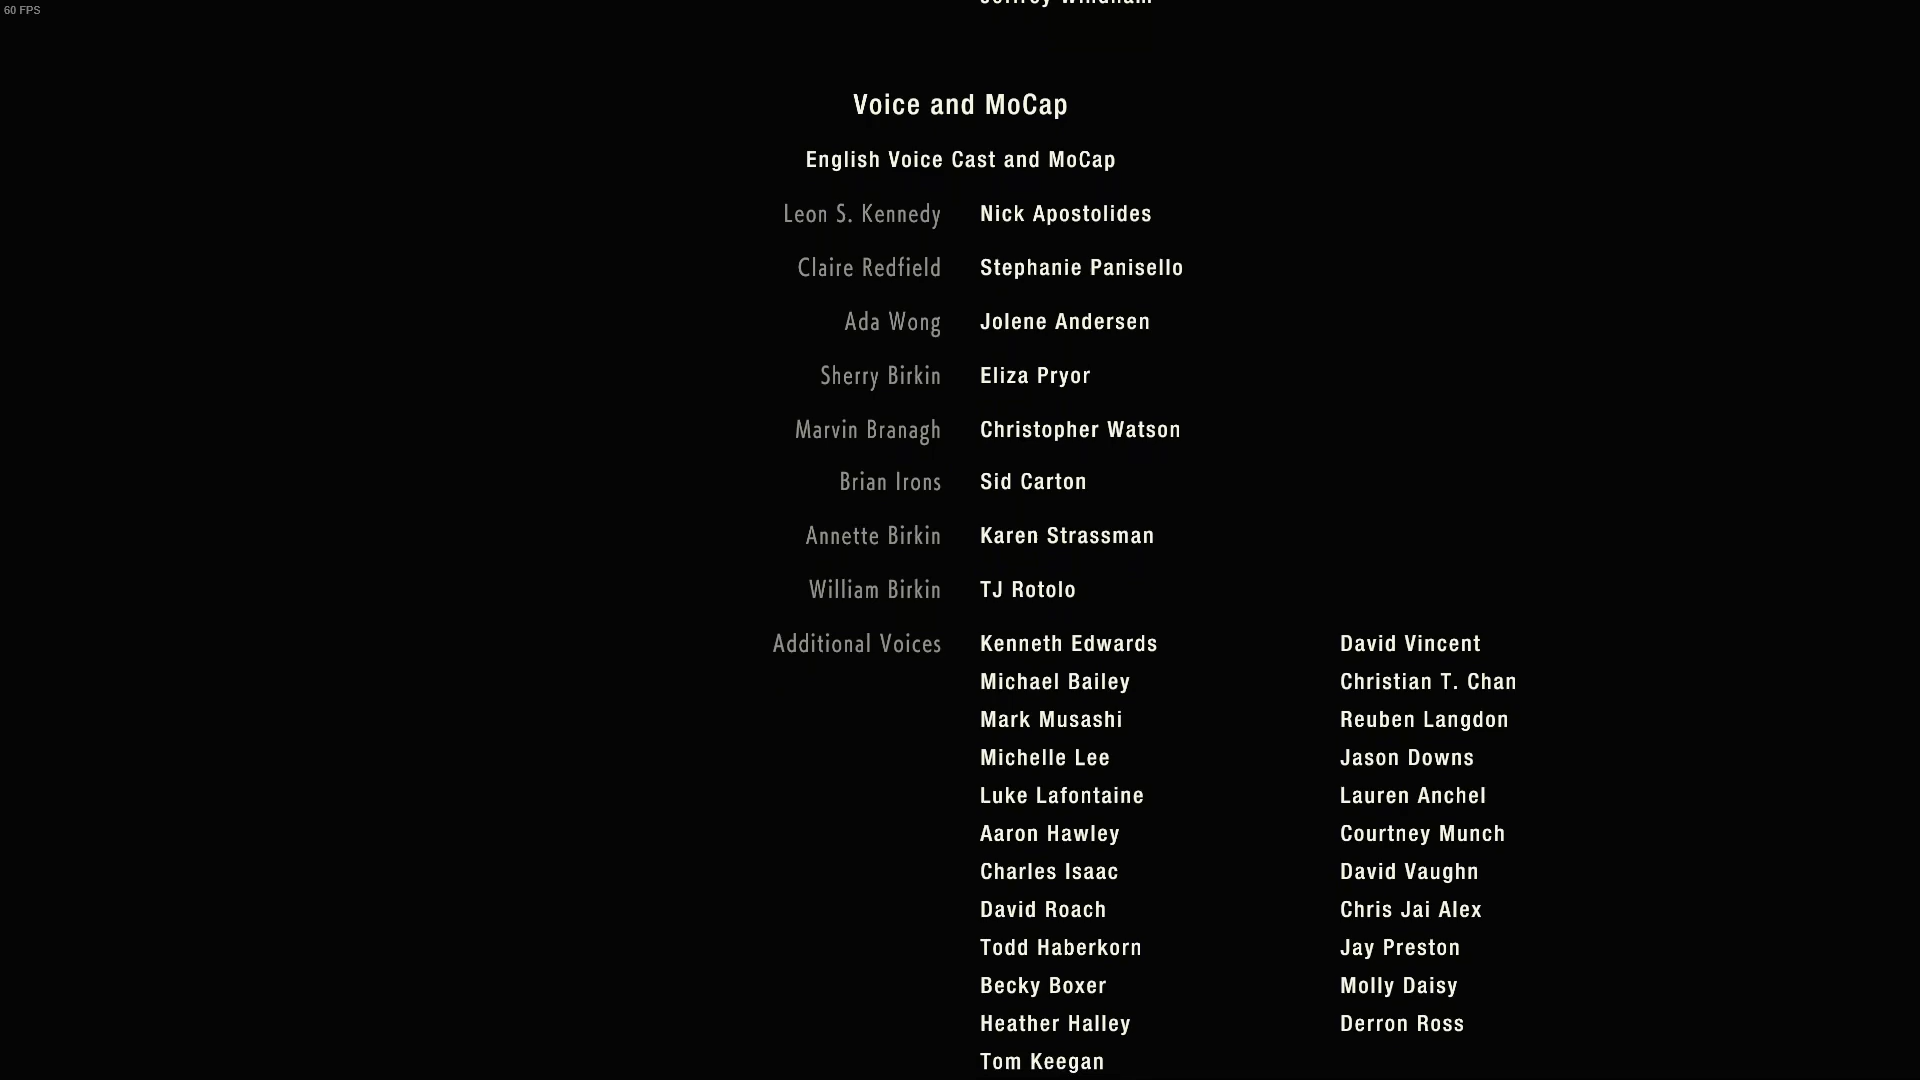 60 FPS
Jeffrey Windham
Voice and MoCap
English Voice Cast and MoCap
Leon S. Kennedy Nick Apostolides
Claire Redfield Stephanie Panisello
Ada Wong Jolene Andersen
Sherry Birkin Eliza Pryor
Marvin Branagh Christopher Watson
Brian Irons Sid Carton
Annette Birkin Karen Strassman
William Birkin TJ Rotolo
Additional Voices Kenneth Edwards David Vincent
Michael Bailey Christian T. Chan
Mark Musashi Reuben Langdon
Michelle Lee Jason Downs
Luke Lafontaine Lauren Anchel
Aaron Hawley Courtney Munch
Charles Isaac David Vaughn
David Roach Chris Jai Alex
Todd Haberkorn Jay Preston
Becky Boxer Molly Daisy
Heather Halley Derron Ross
Tom Keegan